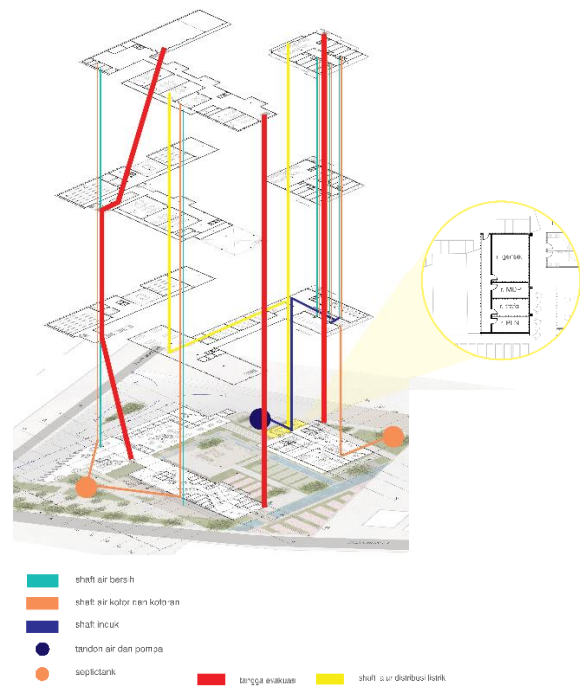 r. genset
r. MDP
r. trafo
r. PLN
shaft air bersih
shaft air kotor dan kotoran
shaft induk
tandon air dan pompa
septictank
tangga evakuasi
shaft jalur distribusi listrik